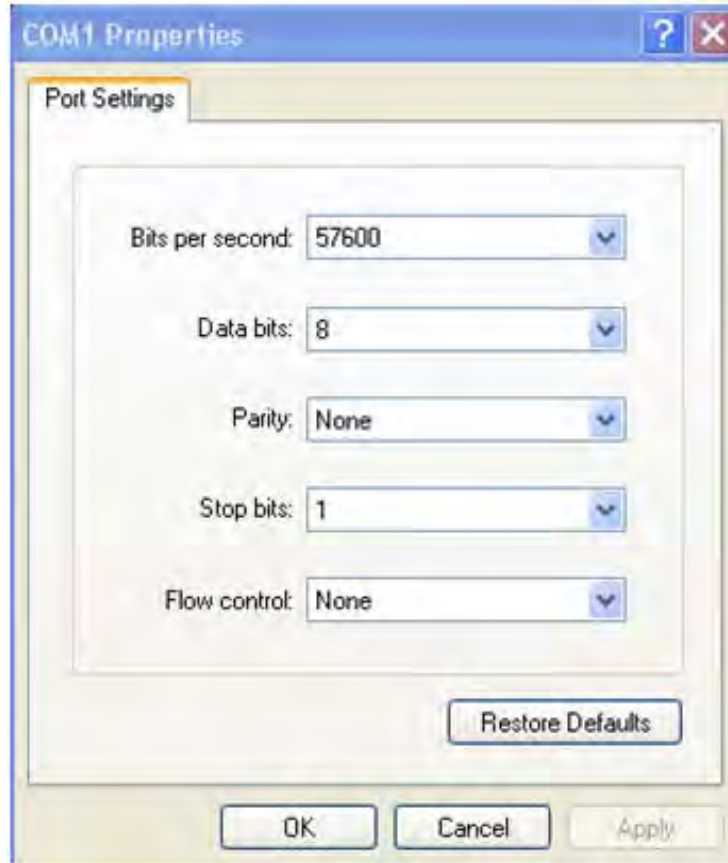 COM1 Properties
Port Settings
Bits per second: 57600
Data bits: 8
Parity: None
Stop bits: 1
Flow control: None
Restore Defaults
OK Cancel Apply